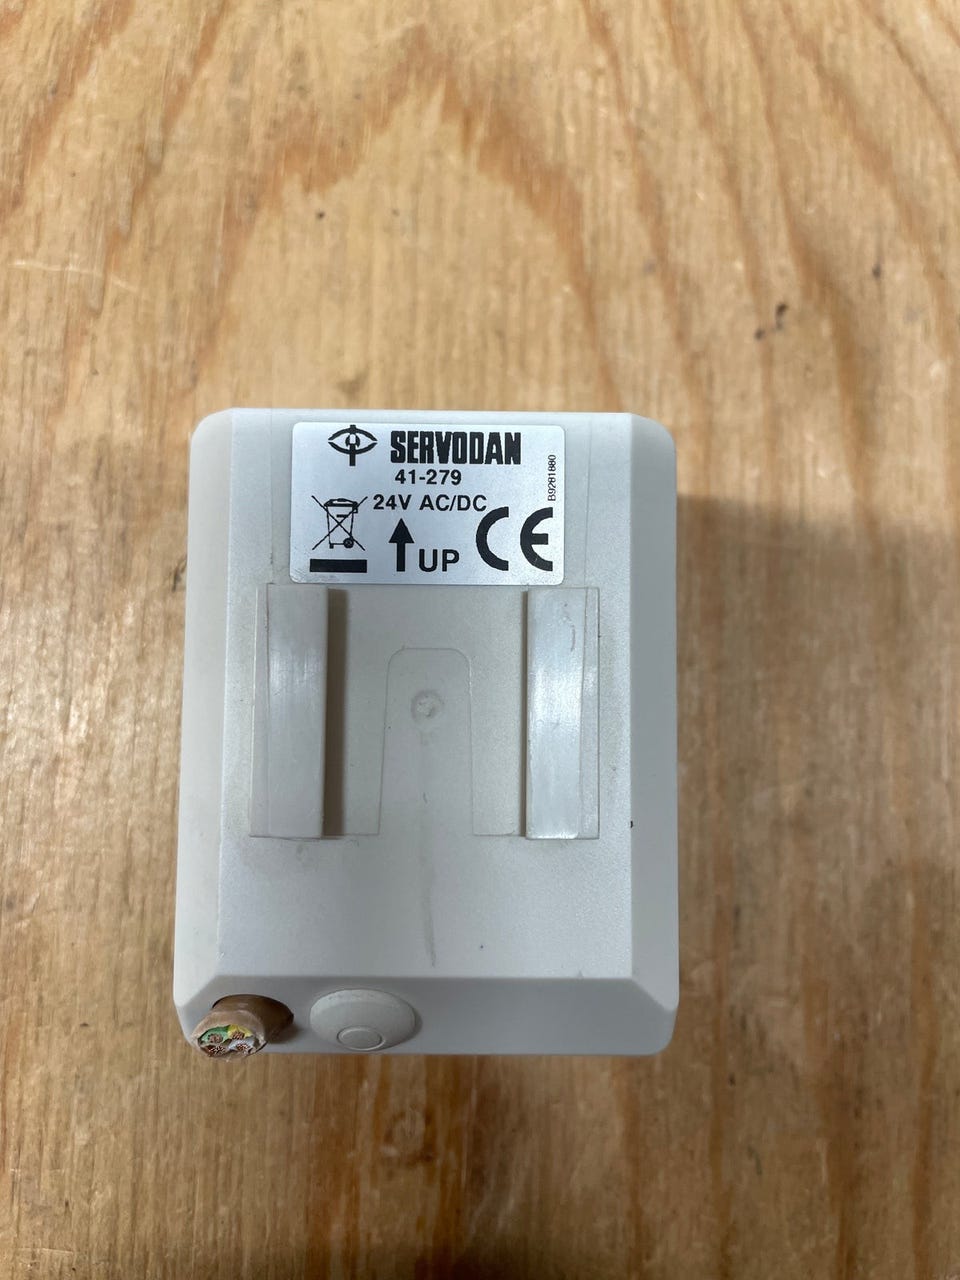 SERVODAN
41-279
24V AC/DC
UP
CE
B9281880